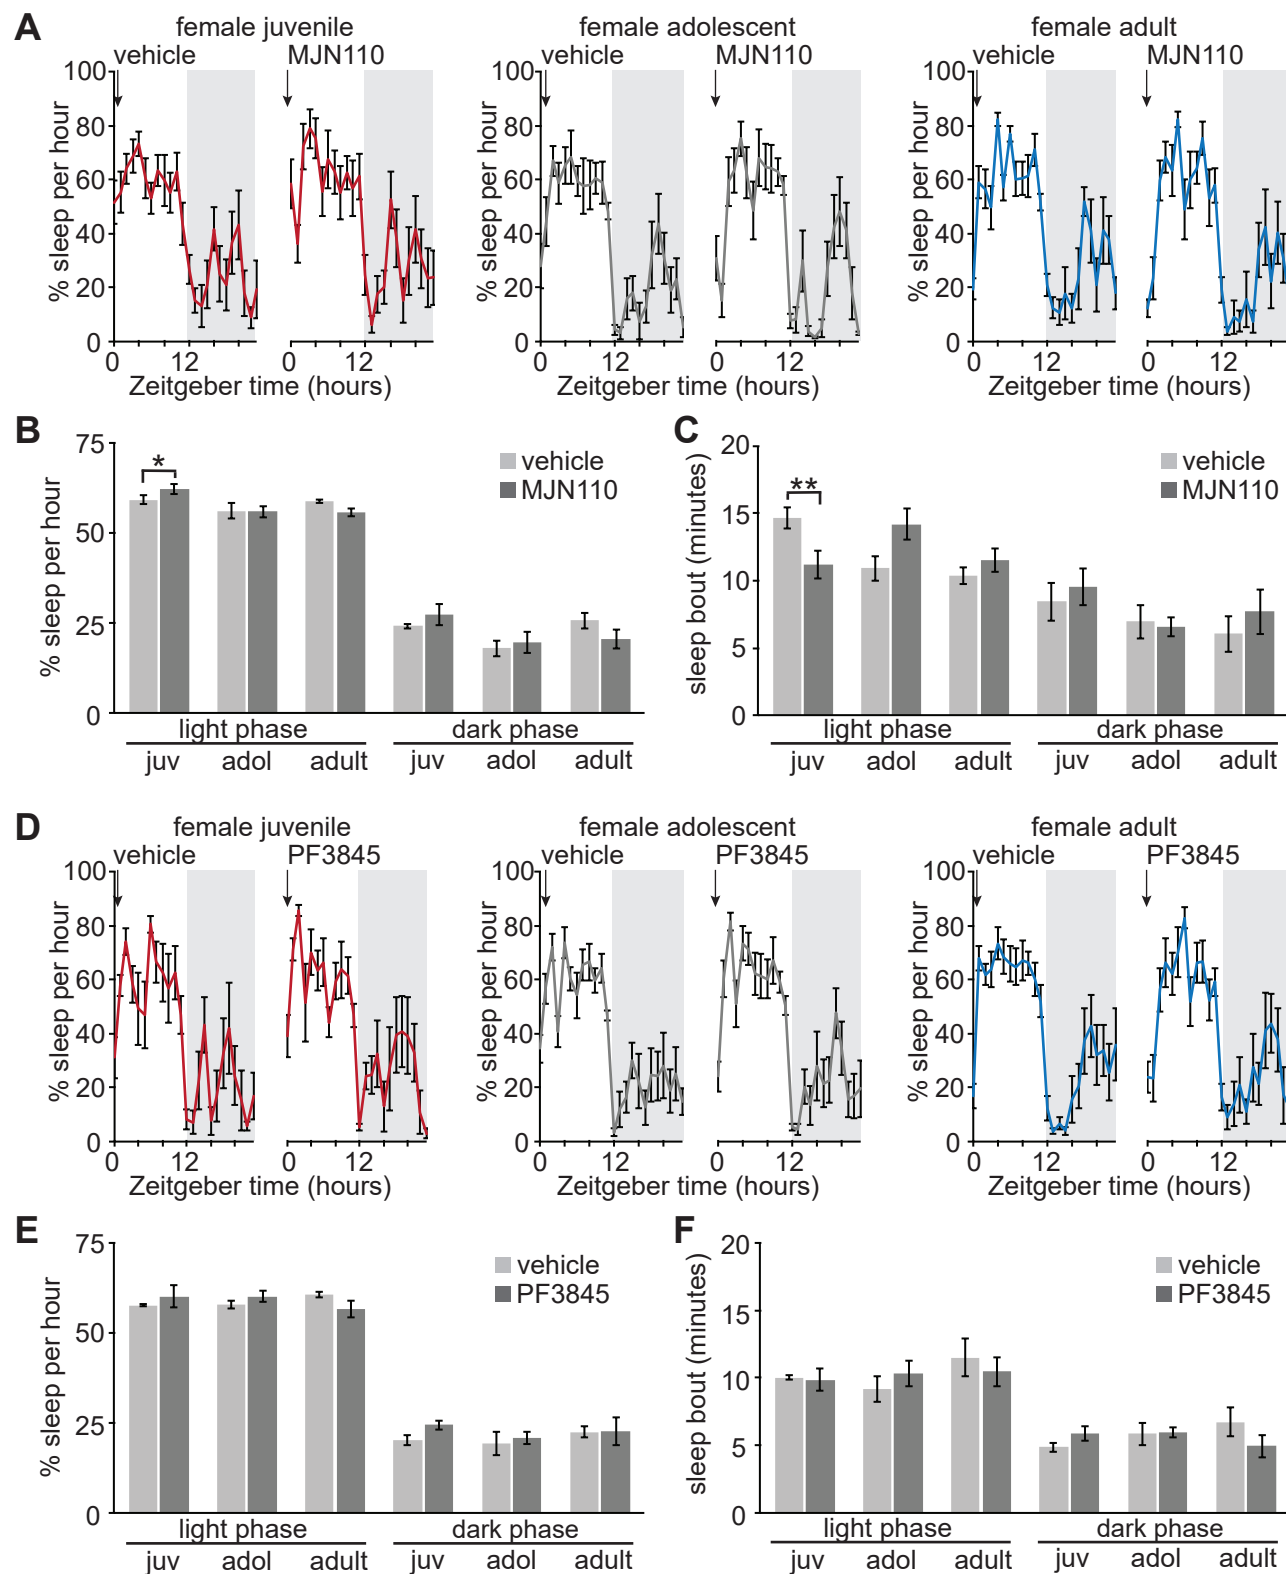 A
female juvenile
female adolescent
female adult
vehicle MJN110
vehicle MJN110
vehicle MJN110
% sleep per hour
100
80
60
40
20
0
0 12 0 12
Zeitgeber time (hours)
% sleep per hour
100
80
60
40
20
0
0 12 0 12
Zeitgeber time (hours)
% sleep per hour
100
80
60
40
20
0
0 12 0 12
Zeitgeber time (hours)
B
% sleep per hour
75
50
25
0
*
vehicle
MJN110
light phase dark phase
juv adol adult juv adol adult
C
sleep bout (minutes)
20
15
10
5
0
**
vehicle
MJN110
light phase dark phase
juv adol adult juv adol adult
D
female juvenile
female adolescent
female adult
vehicle PF3845
vehicle PF3845
vehicle PF3845
% sleep per hour
100
80
60
40
20
0
0 12 0 12
Zeitgeber time (hours)
% sleep per hour
100
80
60
40
20
0
0 12 0 12
Zeitgeber time (hours)
% sleep per hour
100
80
60
40
20
0
0 12 0 12
Zeitgeber time (hours)
E
% sleep per hour
75
50
25
0
vehicle
PF3845
light phase dark phase
juv adol adult juv adol adult
F
sleep bout (minutes)
20
15
10
5
0
vehicle
PF3845
light phase dark phase
juv adol adult juv adol adult